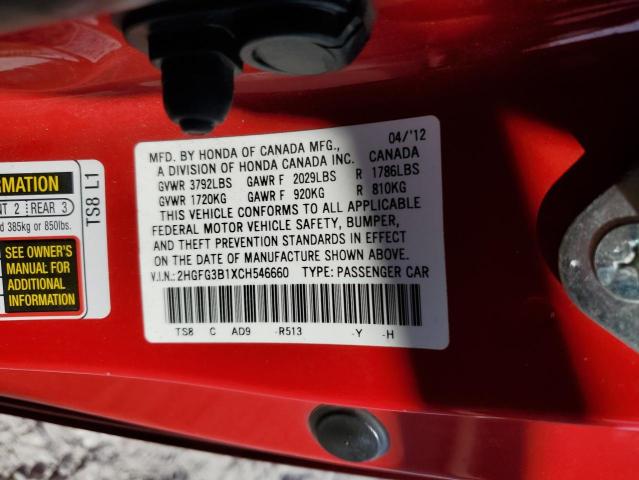 RMATION
NT 2 REAR 3
d 385kg or 850lbs.
SEE OWNER'S
MANUAL FOR
ADDITIONAL
INFORMATION
TS8 L1
04/'12
MFD. BY HONDA OF CANADA MFG.,
A DIVISION OF HONDA CANADA INC. CANADA
GVWR 3792LBS GAWR F 2029LBS R 1786LBS
GVWR 1720KG GAWR F 920KG R 810KG
THIS VEHICLE CONFORMS TO ALL APPLICABLE
FEDERAL MOTOR VEHICLE SAFETY, BUMPER,
AND THEFT PREVENTION STANDARDS IN EFFECT
ON THE DATE OF MANUFACTURE SHOWN ABOVE.
V.I.N.: 2HGFG3B1XCH546660 TYPE: PASSENGER CAR
TS8 C AD9 -R513 -Y -H